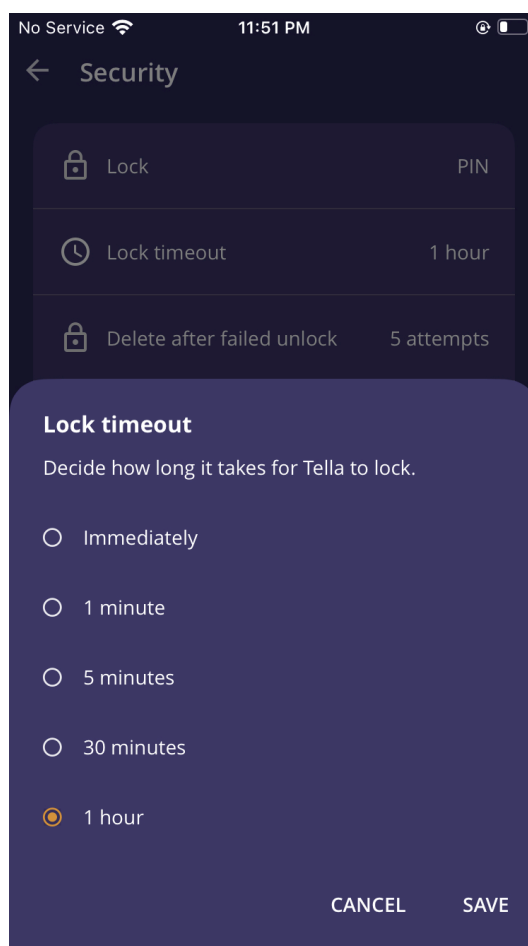 No Service 11:51 PM
Security
Lock PIN
Lock timeout 1 hour
Delete after failed unlock 5 attempts
Lock timeout
Decide how long it takes for Tella to lock.
Immediately
1 minute
5 minutes
30 minutes
1 hour
CANCEL SAVE